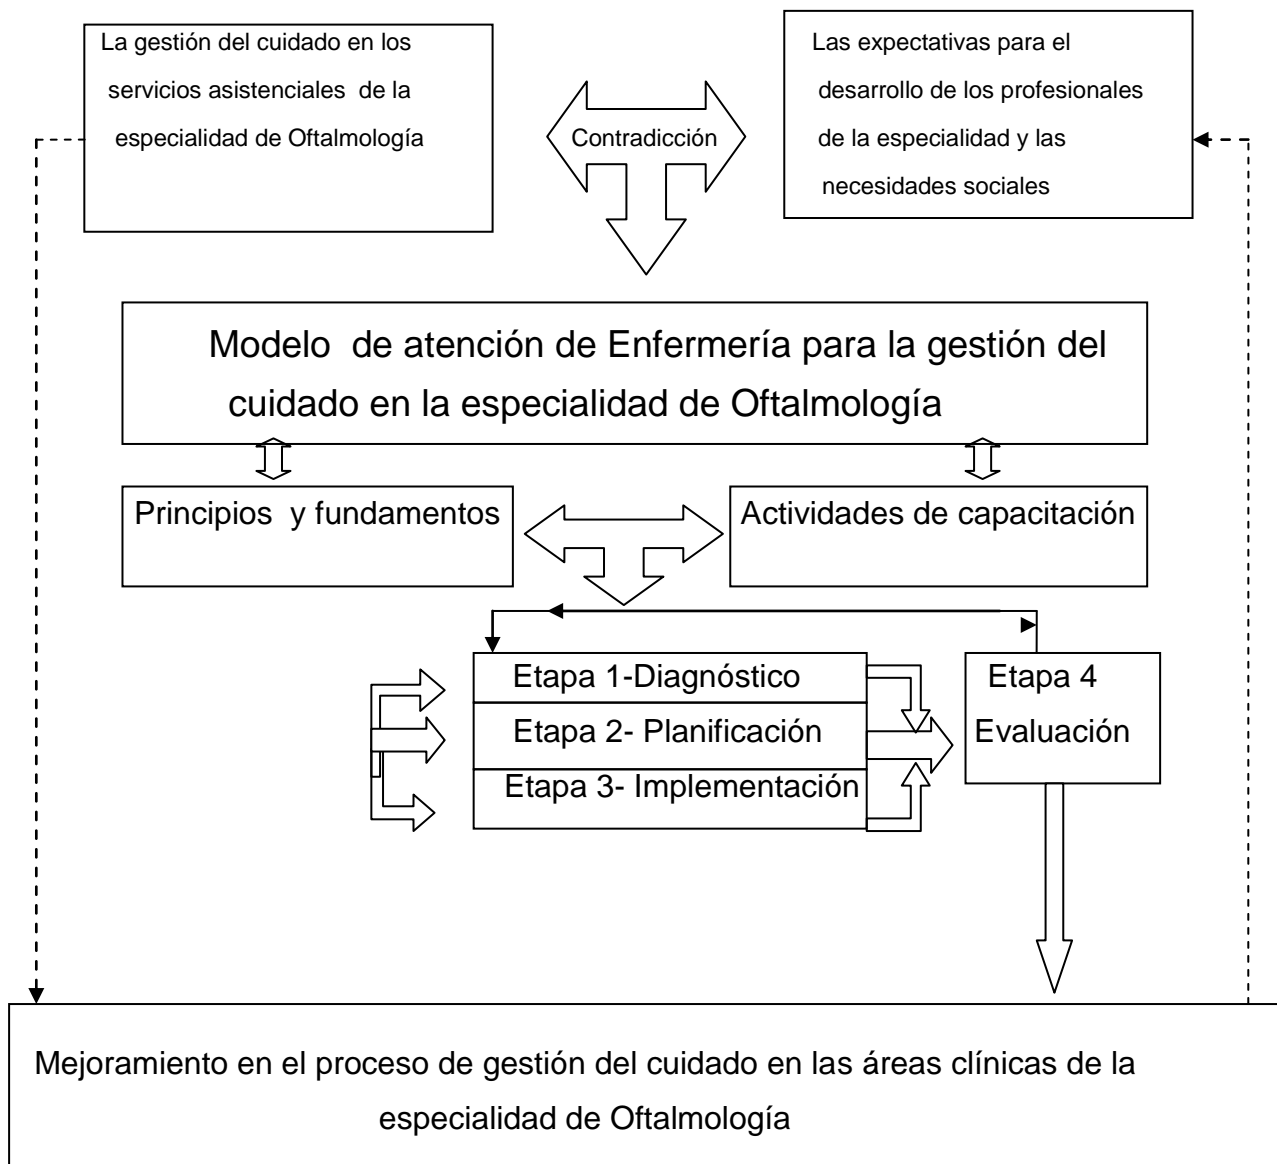 La gestión del cuidado en los
servicios asistenciales de la
especialidad de Oftalmología
Contradicción
Las expectativas para el
desarrollo de los profesionales
de la especialidad y las
necesidades sociales
Modelo de atención de Enfermería para la gestión del
cuidado en la especialidad de Oftalmología
Principios y fundamentos
Actividades de capacitación
Etapa 1-Diagnóstico
Etapa 2- Planificación
Etapa 3- Implementación
Etapa 4
Evaluación
Mejoramiento en el proceso de gestión del cuidado en las áreas clínicas de la
especialidad de Oftalmología